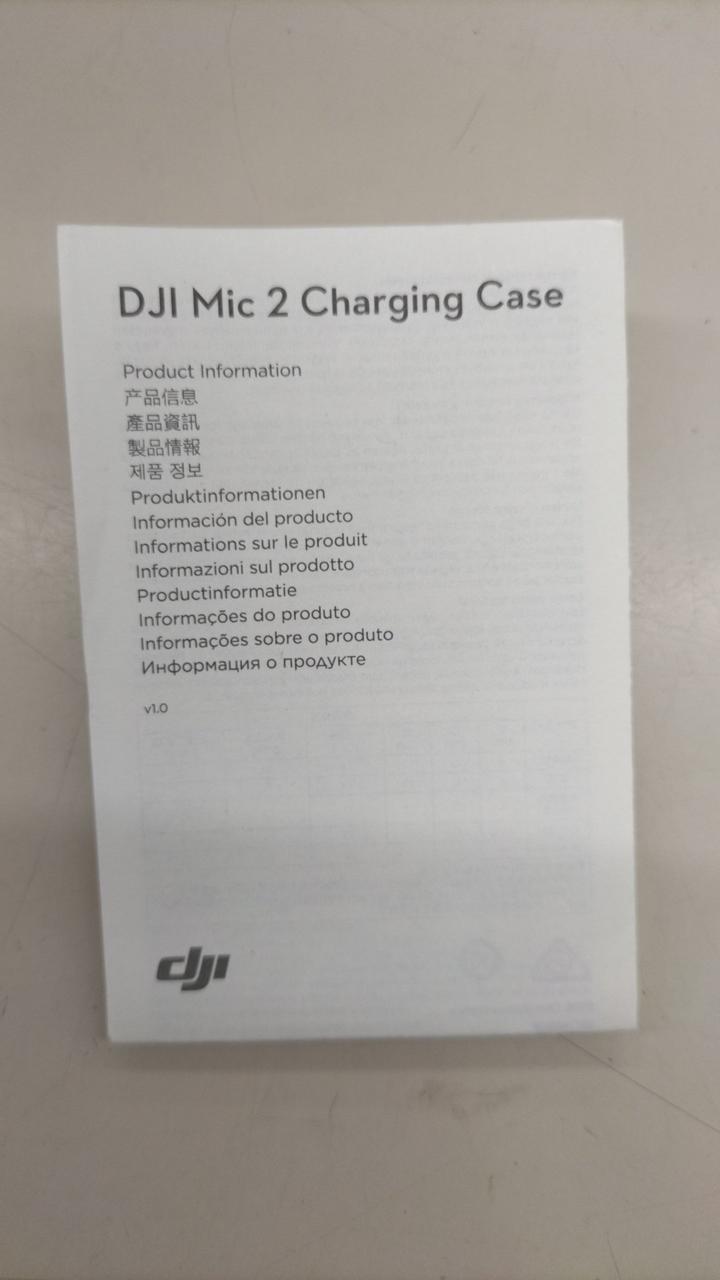 DJI Mic 2 Charging Case
Product Information
产品信息
產品資訊
製品情報
제품 정보
Produktinformationen
Información del producto
Informations sur le produit
Informazioni sul prodotto
Productinformatie
Informações do produto
Informações sobre o produto
Информация о продукте
v1.0
dji